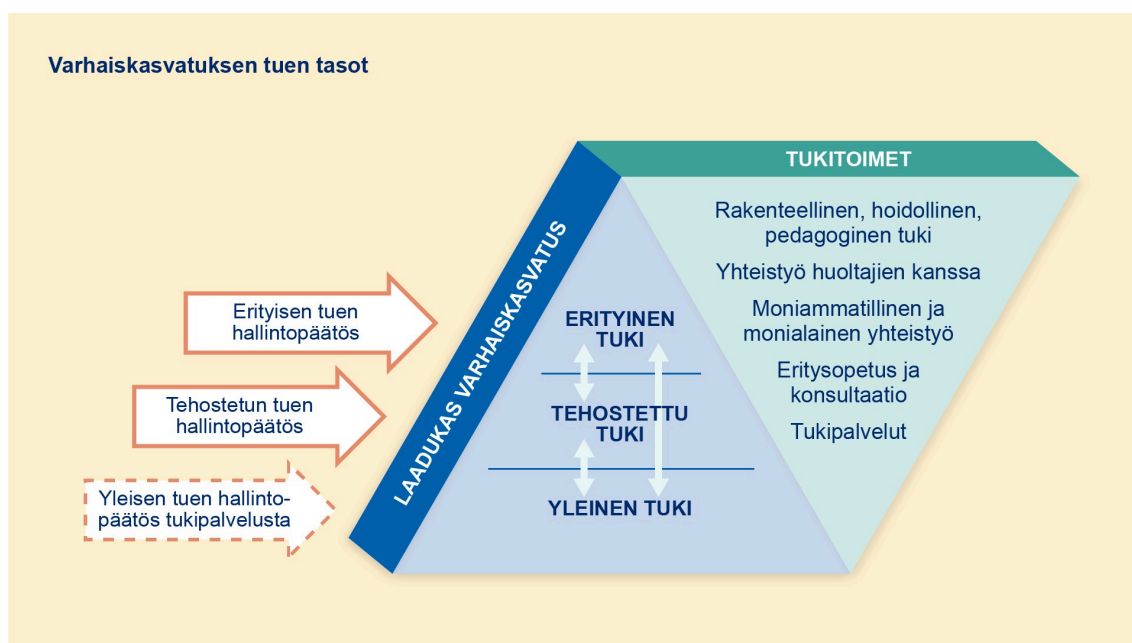 Varhaiskasvatuksen tuen tasot
TUKITOIMET
LAADUKAS VARHAISKASVATUS
Rakenteellinen, hoidollinen,
pedagoginen tuki
Yhteistyö huoltajien kanssa
Moniammatillinen ja
monialainen yhteistyö
Eritysopetus ja
konsultaatio
Tukipalvelut
Erityisen tuen
hallintopäätös
Tehostetun tuen
hallintopäätös
Yleisen tuen hallinto-
päätös tukipalvelusta
ERITYINEN
TUKI
TEHOSTETTU
TUKI
YLEINEN TUKI